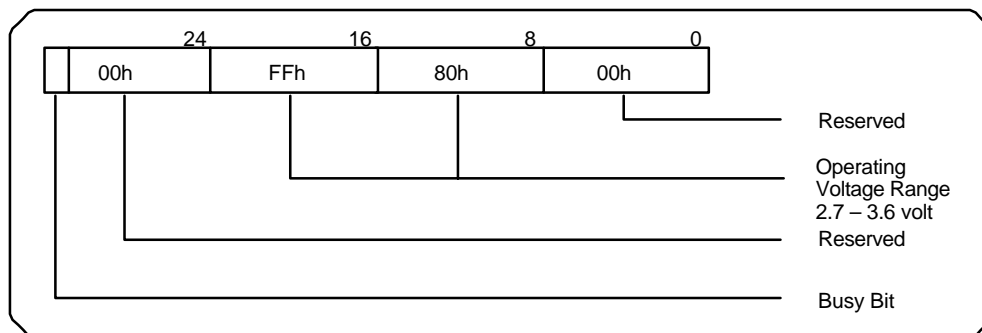 24 16 8 0
00h FFh 80h 00h
Reserved
Operating
Voltage Range
2.7 – 3.6 volt
Reserved
Busy Bit